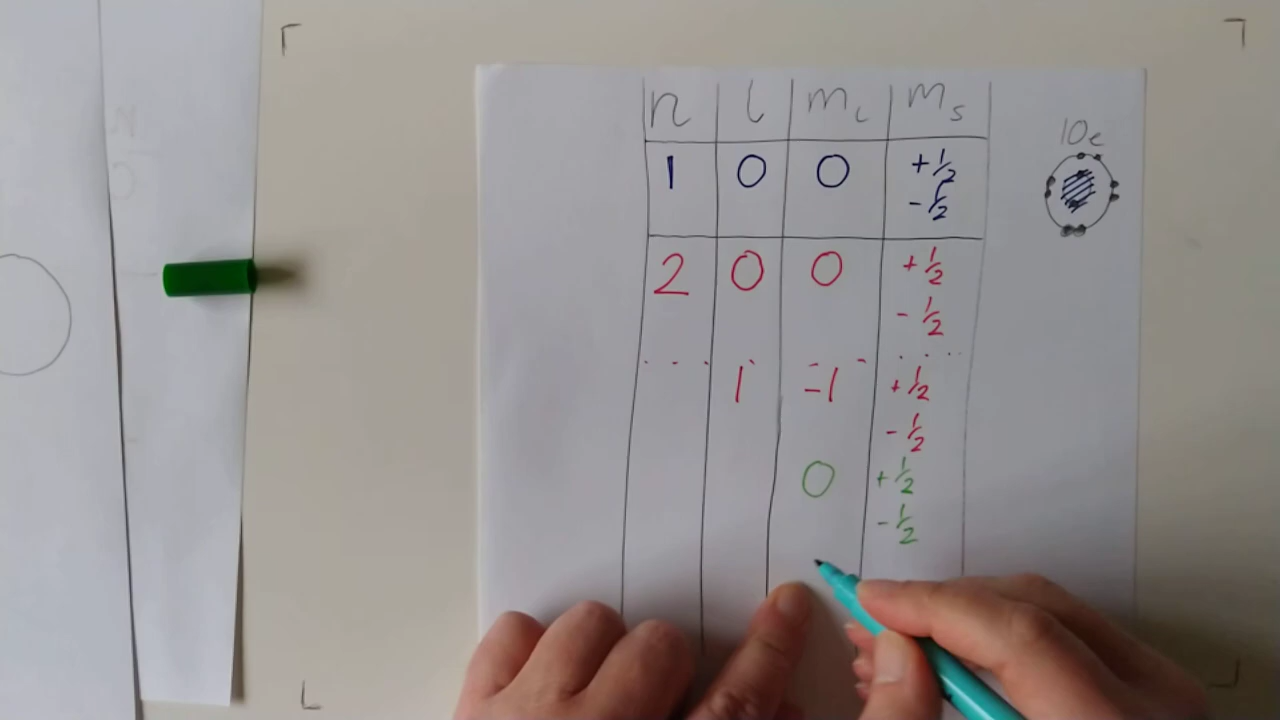 n l mₗ mₛ
10e
1 0 0 +1/2
-1/2
2 0 0 +1/2
-1/2
1 -1 +1/2
-1/2
0 +1/2
-1/2